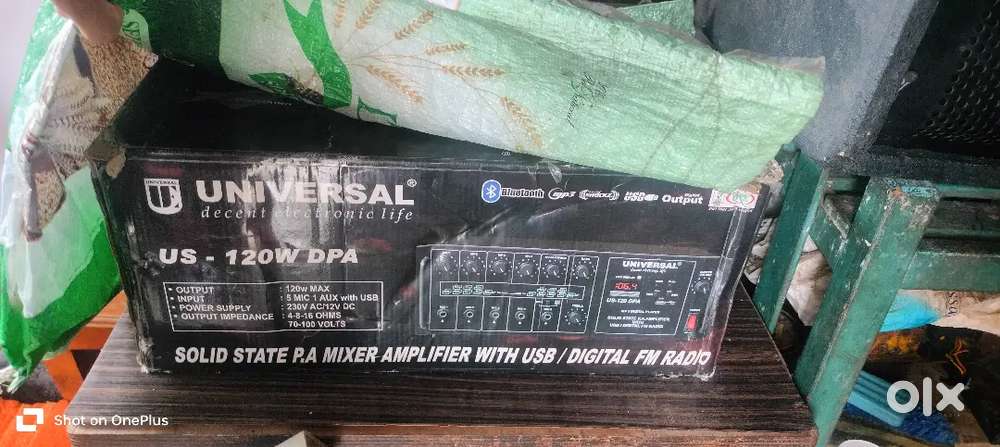 UNIVERSAL®
decent electronic life
Bluetooth mp3 USB Output
US - 120W DPA
• OUTPUT : 120w MAX
• INPUT : 5 MIC 1 AUX with USB
• POWER SUPPLY : 230V AC/12V DC
• OUTPUT IMPEDANCE : 4-8-16 OHMS
70-100 VOLTS
UNIVERSAL
106.4
US-120 DPA
SOLID STATE P.A MIXER AMPLIFIER WITH USB / DIGITAL FM RADIO
Shot on OnePlus
olx